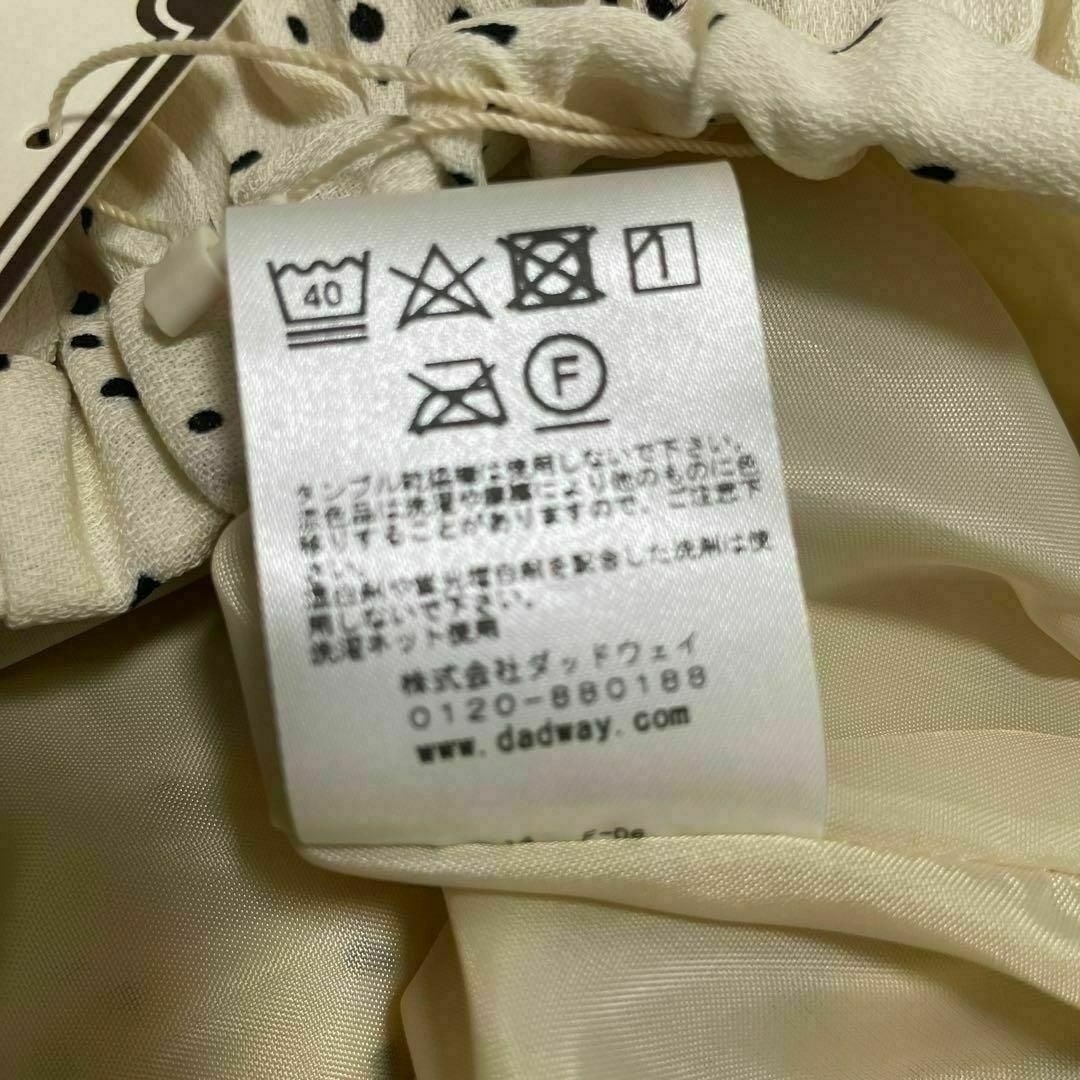 40
F
タンブル乾燥機は使用しないで下さい。
淡色品は洗濯や摩擦により他のものに色
移りすることがありますので、ご注意下
さい。
漂白剤や蛍光増白剤を配合した洗剤は使
用しないで下さい。
洗濯ネット使用
株式会社ダッドウェイ
0120-880188
www.dadway.com